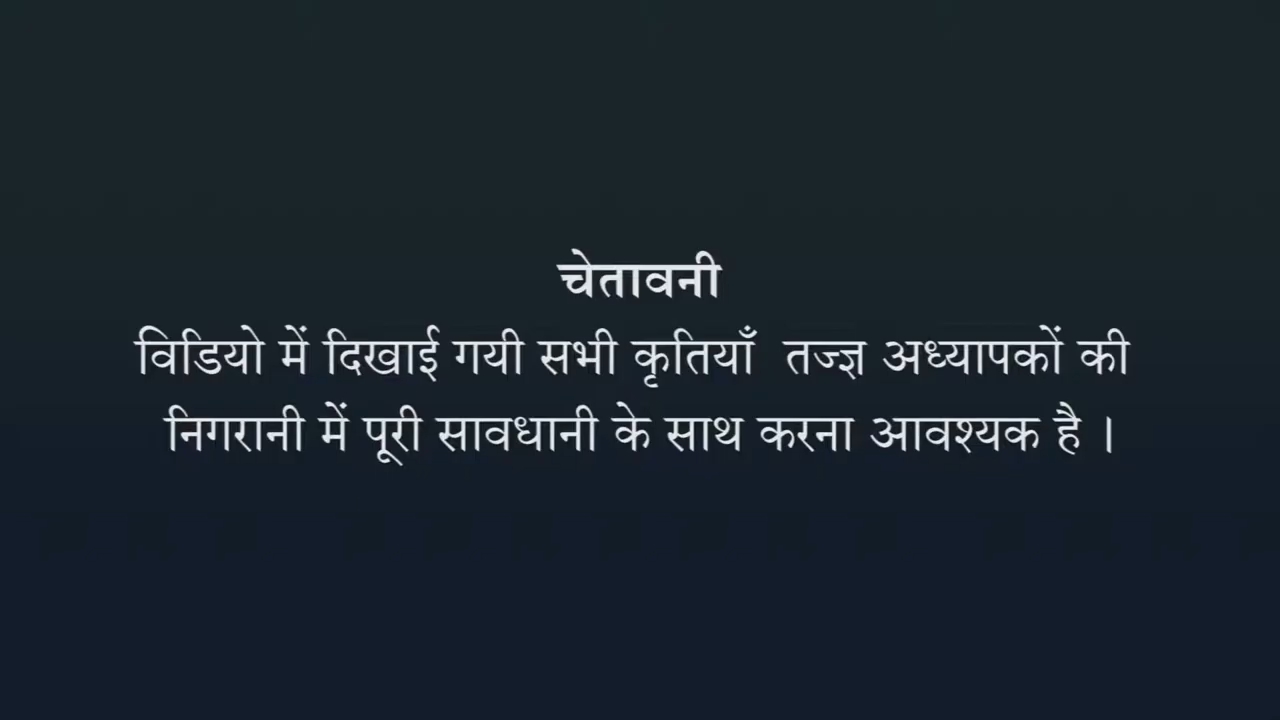 चेतावनी
विडियो में दिखाई गयी सभी कृतियाँ तज्ज्ञ अध्यापकों की
निगरानी में पूरी सावधानी के साथ करना आवश्यक है ।